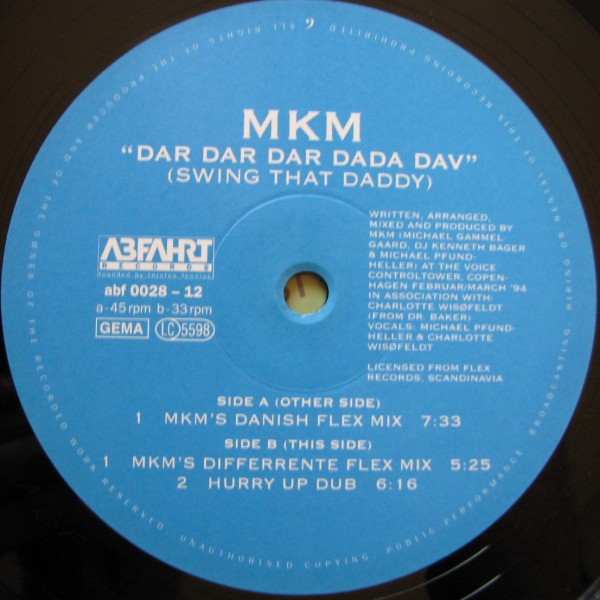 MKM
"DAR DAR DAR DADA DAV"
(SWING THAT DADDY)
ABFAHRT
RECORDS
founded by torsten fenslau
abf 0028 – 12
a - 45 rpm b - 33 rpm
GEMA LC 5598
WRITTEN, ARRANGED,
MIXED AND PRODUCED BY
MKM (MICHAEL GAMMEL-
GAARD, DJ KENNETH BAGER
& MICHAEL PFUND-
HELLER) AT THE VOICE
CONTROLTOWER, COPEN-
HAGEN FEBRUAR/MARCH '94
IN ASSOCIATION WITH
CHARLOTTE WISØFELDT
(FROM DR. BAKER)
VOCALS: MICHAEL PFUND-
HELLER & CHARLOTTE
WISØFELDT
LICENSED FROM FLEX
RECORDS, SCANDINAVIA
SIDE A (OTHER SIDE)
1 MKM'S DANISH FLEX MIX 7:33
SIDE B (THIS SIDE)
1 MKM'S DIFFERRENTE FLEX MIX 5:25
2 HURRY UP DUB 6:16
ALL RIGHTS OF THE PRODUCER AND OF THE OWNER OF THE RECORDED WORK RESERVED. UNAUTHORISED COPYING. PUBLIC PERFORMANCE. BROADCASTING. HIRING OR RENTAL OF THIS RECORDING PROHIBITED